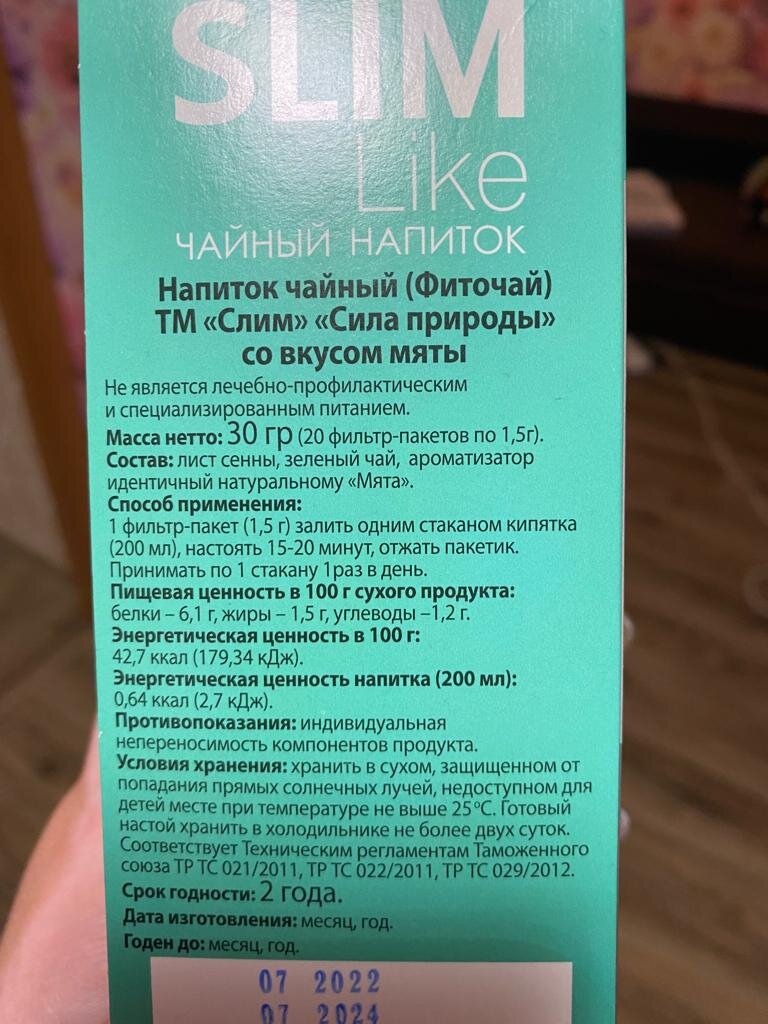 SLIM
Like
ЧАЙНЫЙ НАПИТОК
Напиток чайный (Фиточай)
ТМ «Слим» «Сила природы»
со вкусом мяты
Не является лечебно-профилактическим
и специализированным питанием.
Масса нетто: 30 гр (20 фильтр-пакетов по 1,5г).
Состав: лист сенны, зеленый чай, ароматизатор
идентичный натуральному «Мята».
Способ применения:
1 фильтр-пакет (1,5 г) залить одним стаканом кипятка
(200 мл), настоять 15-20 минут, отжать пакетик.
Принимать по 1 стакану 1раз в день.
Пищевая ценность в 100 г сухого продукта:
белки – 6,1 г, жиры – 1,5 г, углеводы –1,2 г.
Энергетическая ценность в 100 г:
42,7 ккал (179,34 кДж).
Энергетическая ценность напитка (200 мл):
0,64 ккал (2,7 кДж).
Противопоказания: индивидуальная
непереносимость компонентов продукта.
Условия хранения: хранить в сухом, защищенном от
попадания прямых солнечных лучей, недоступном для
детей месте при температуре не выше 25°С. Готовый
настой хранить в холодильнике не более двух суток.
Соответствует Техническим регламентам Таможенного
союза ТР ТС 021/2011, ТР ТС 022/2011, ТР ТС 029/2012.
Срок годности: 2 года.
Дата изготовления: месяц, год.
Годен до: месяц, год.
07 2022
07 2024